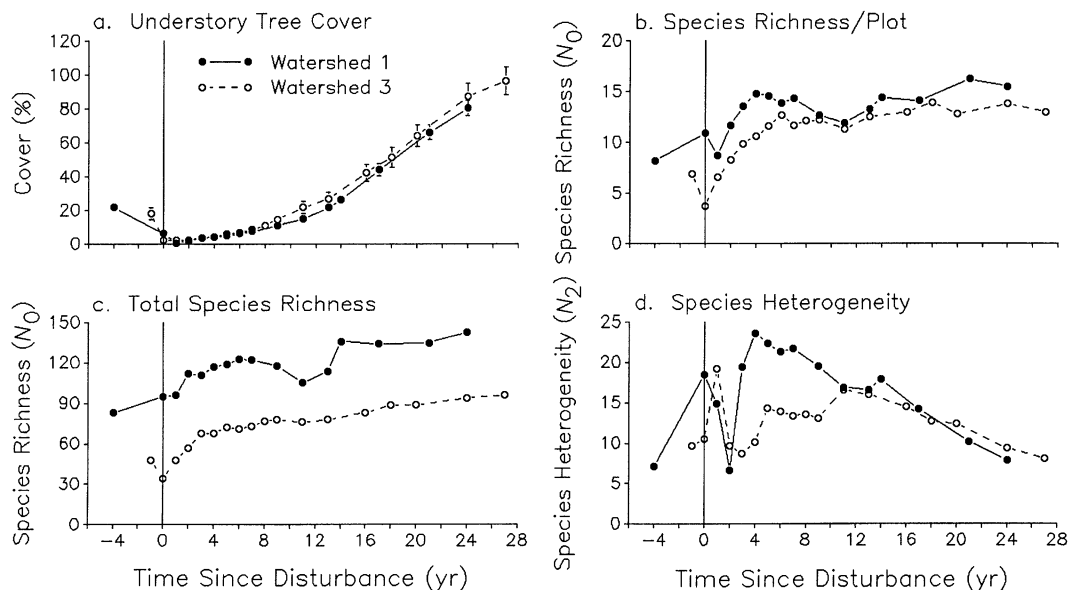 a. Understory Tree Cover
120
100
80
60
40
20
0
Cover (%)
Watershed 1
Watershed 3
b. Species Richness/Plot
20
15
10
5
0
Species Richness (N0)
c. Total Species Richness
150
120
90
60
30
0
Species Richness (N0)
-4 0 4 8 12 16 20 24 28
Time Since Disturbance (yr)
d. Species Heterogeneity
25
20
15
10
5
0
Species Heterogeneity (N2)
-4 0 4 8 12 16 20 24 28
Time Since Disturbance (yr)